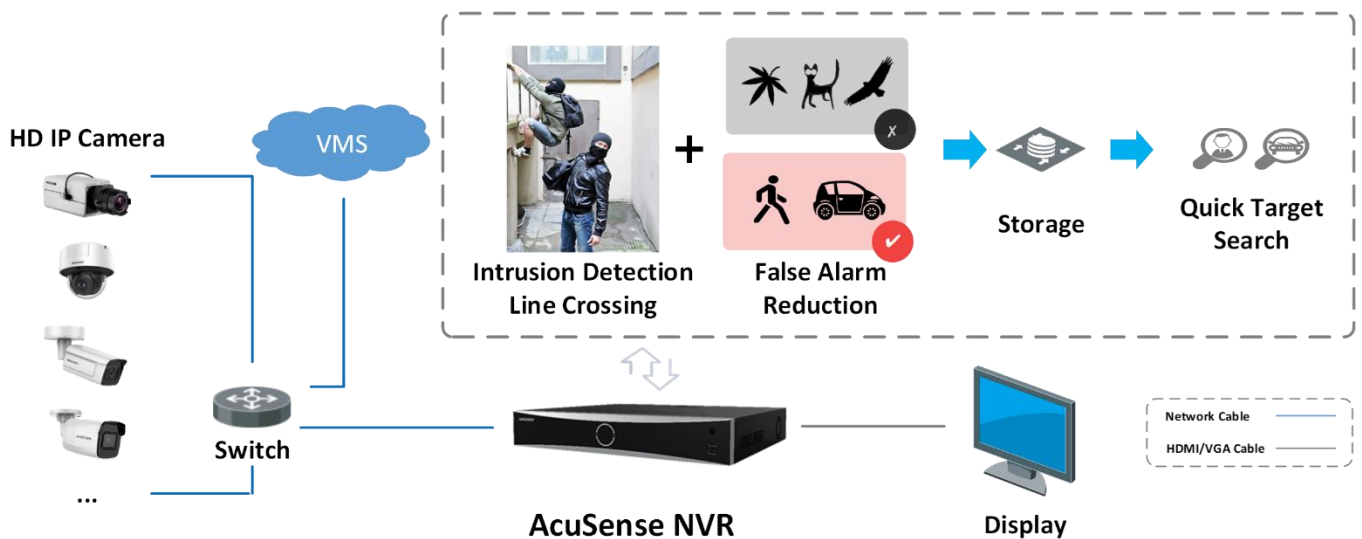 HD IP Camera
VMS
Switch
Intrusion Detection
Line Crossing
+
False Alarm
Reduction
Storage
Quick Target
Search
AcuSense NVR
Display
Network Cable
HDMI/VGA Cable
...